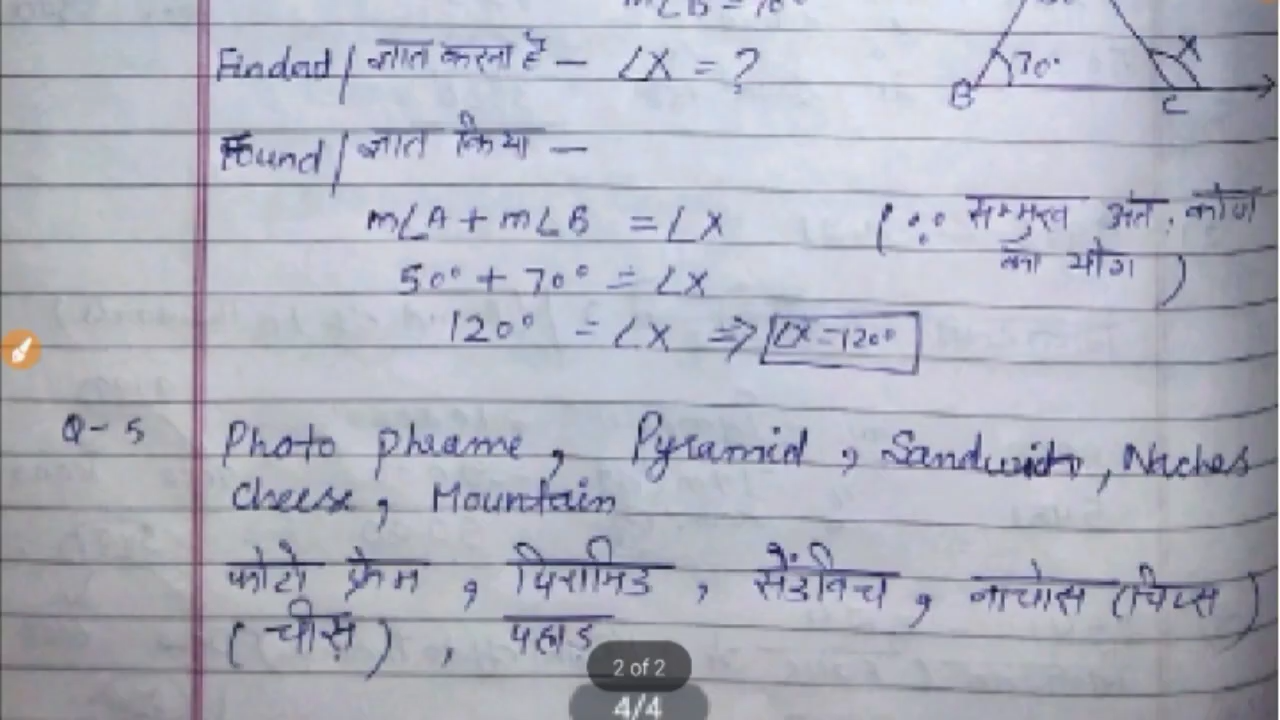 m∠B = 70°
Findad / ज्ञात करना है — ∠X = ?
70°
X
B
C
Found / ज्ञात किया —
m∠A + m∠B = ∠X (∵ सम्मुख अंत: कोणों
का योग )
50° + 70° = ∠X
120° = ∠X ⇒ ∠X = 120°
Q-5 Photo phrame, Pyramid, Sandwich, Naches
cheese, Mountain
फोटो फ्रेम , पिरामिड , सेंडविच , नाचोस (चिप्स )
( चीस़ ) , पहाड़
2 of 2
4/4